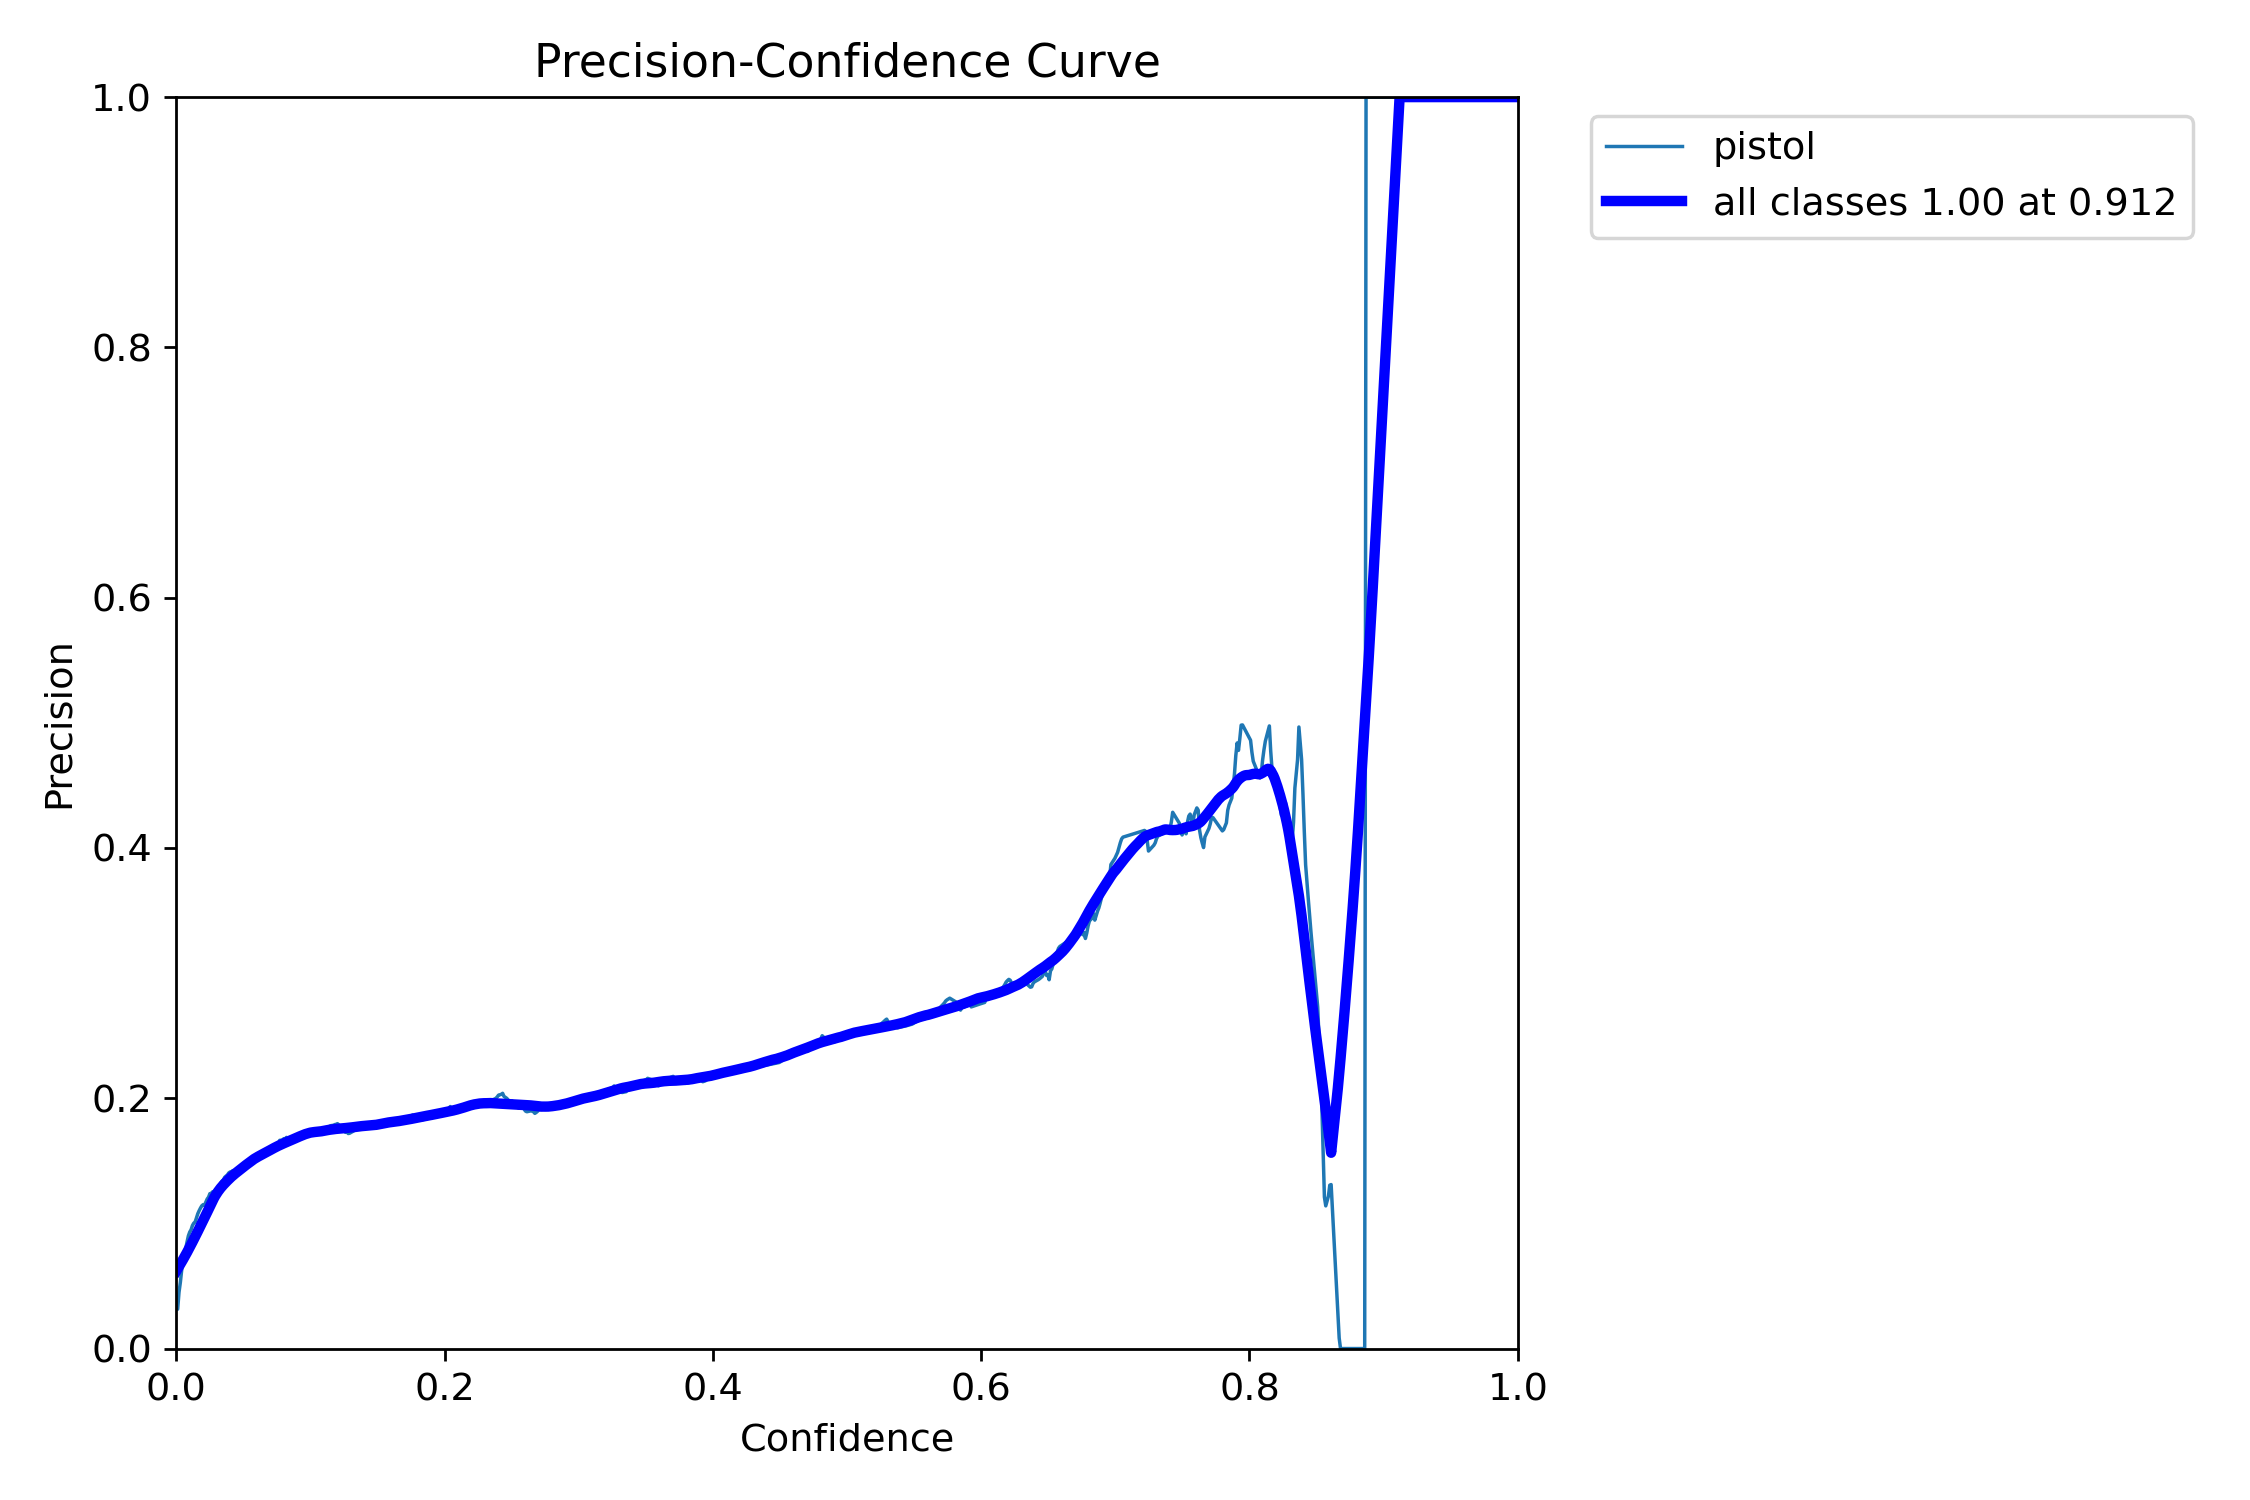 Precision-Confidence Curve
pistol
all classes 1.00 at 0.912
1.0
0.8
0.6
0.4
0.2
0.0
Precision
0.0 0.2 0.4 0.6 0.8 1.0
Confidence